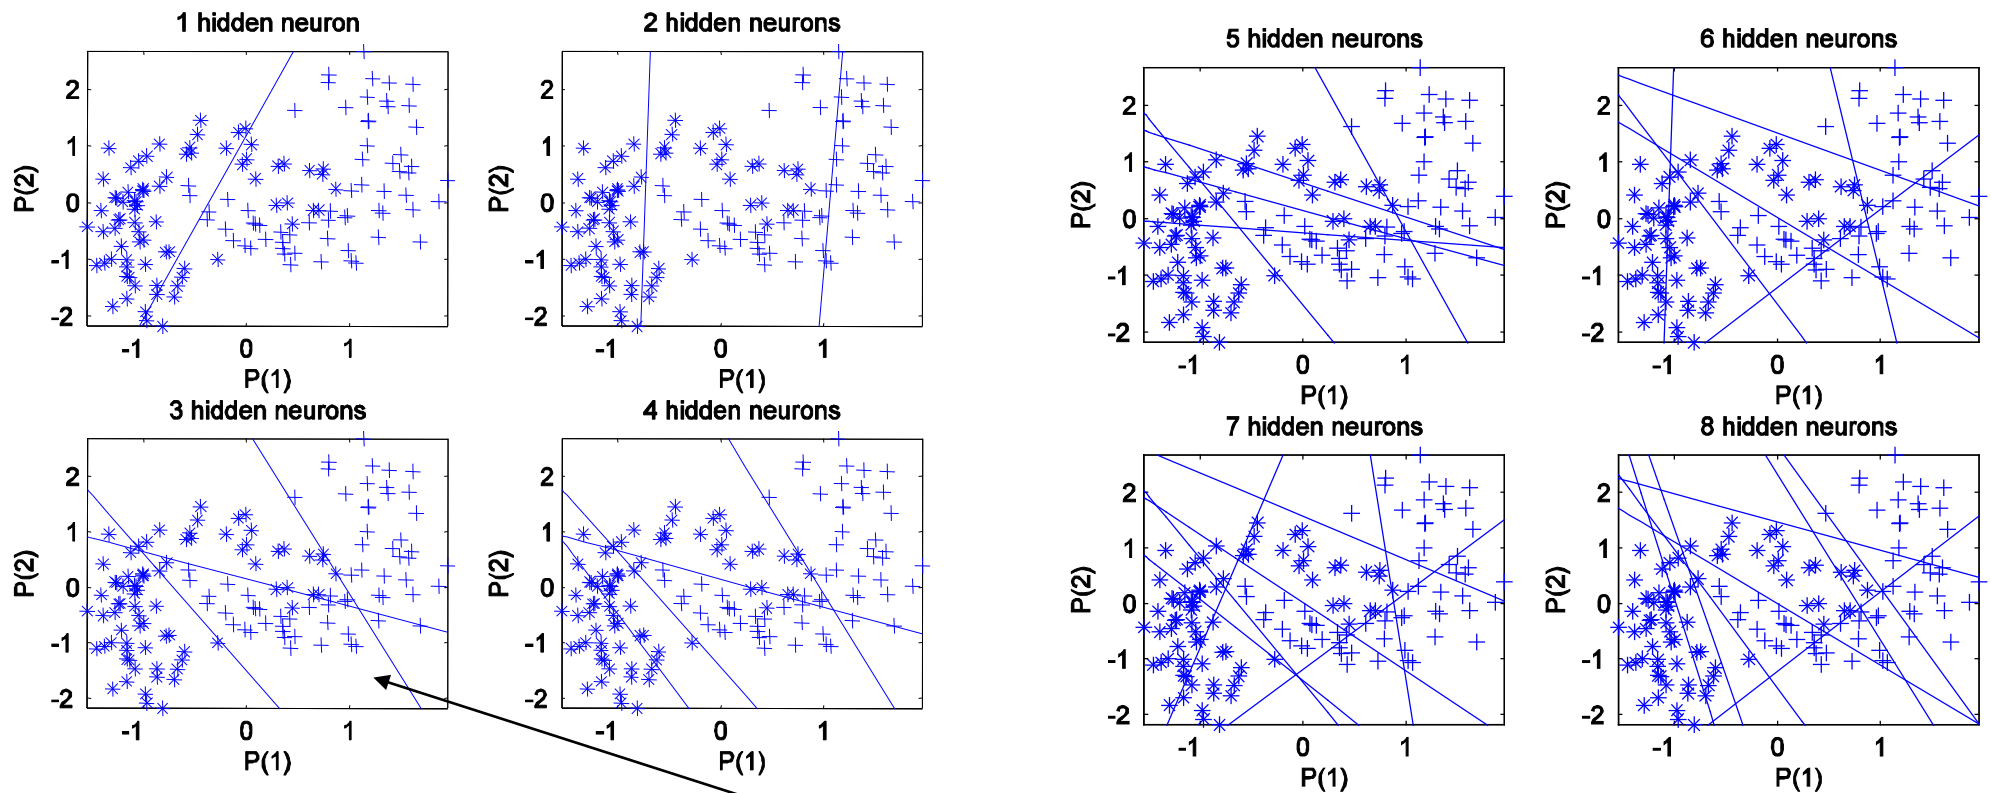 1 hidden neuron
2 hidden neurons
P(2)
2
1
0
-1
-2
-1 0 1
P(1)
P(2)
2
1
0
-1
-2
-1 0 1
P(1)
3 hidden neurons
4 hidden neurons
P(2)
2
1
0
-1
-2
-1 0 1
P(1)
P(2)
2
1
0
-1
-2
-1 0 1
P(1)
5 hidden neurons
6 hidden neurons
P(2)
2
1
0
-1
-2
-1 0 1
P(1)
P(2)
2
1
0
-1
-2
-1 0 1
P(1)
7 hidden neurons
8 hidden neurons
P(2)
2
1
0
-1
-2
-1 0 1
P(1)
P(2)
2
1
0
-1
-2
-1 0 1
P(1)